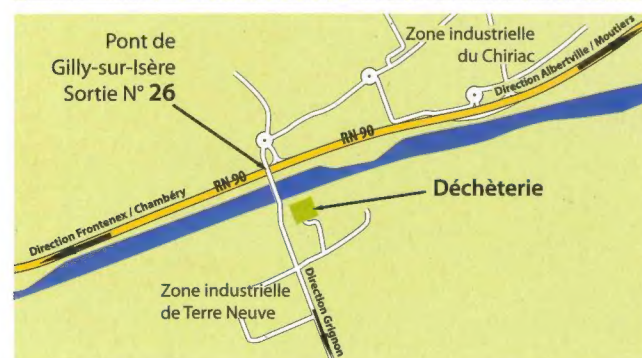 Pont de
Gilly-sur-Isère
Sortie N° 26
Zone industrielle
du Chiriac
Direction Albertville / Moutiers
RN 90
RN 90
Direction Frontenex / Chambéry
Déchèterie
Zone industrielle
de Terre Neuve
Direction Grignon